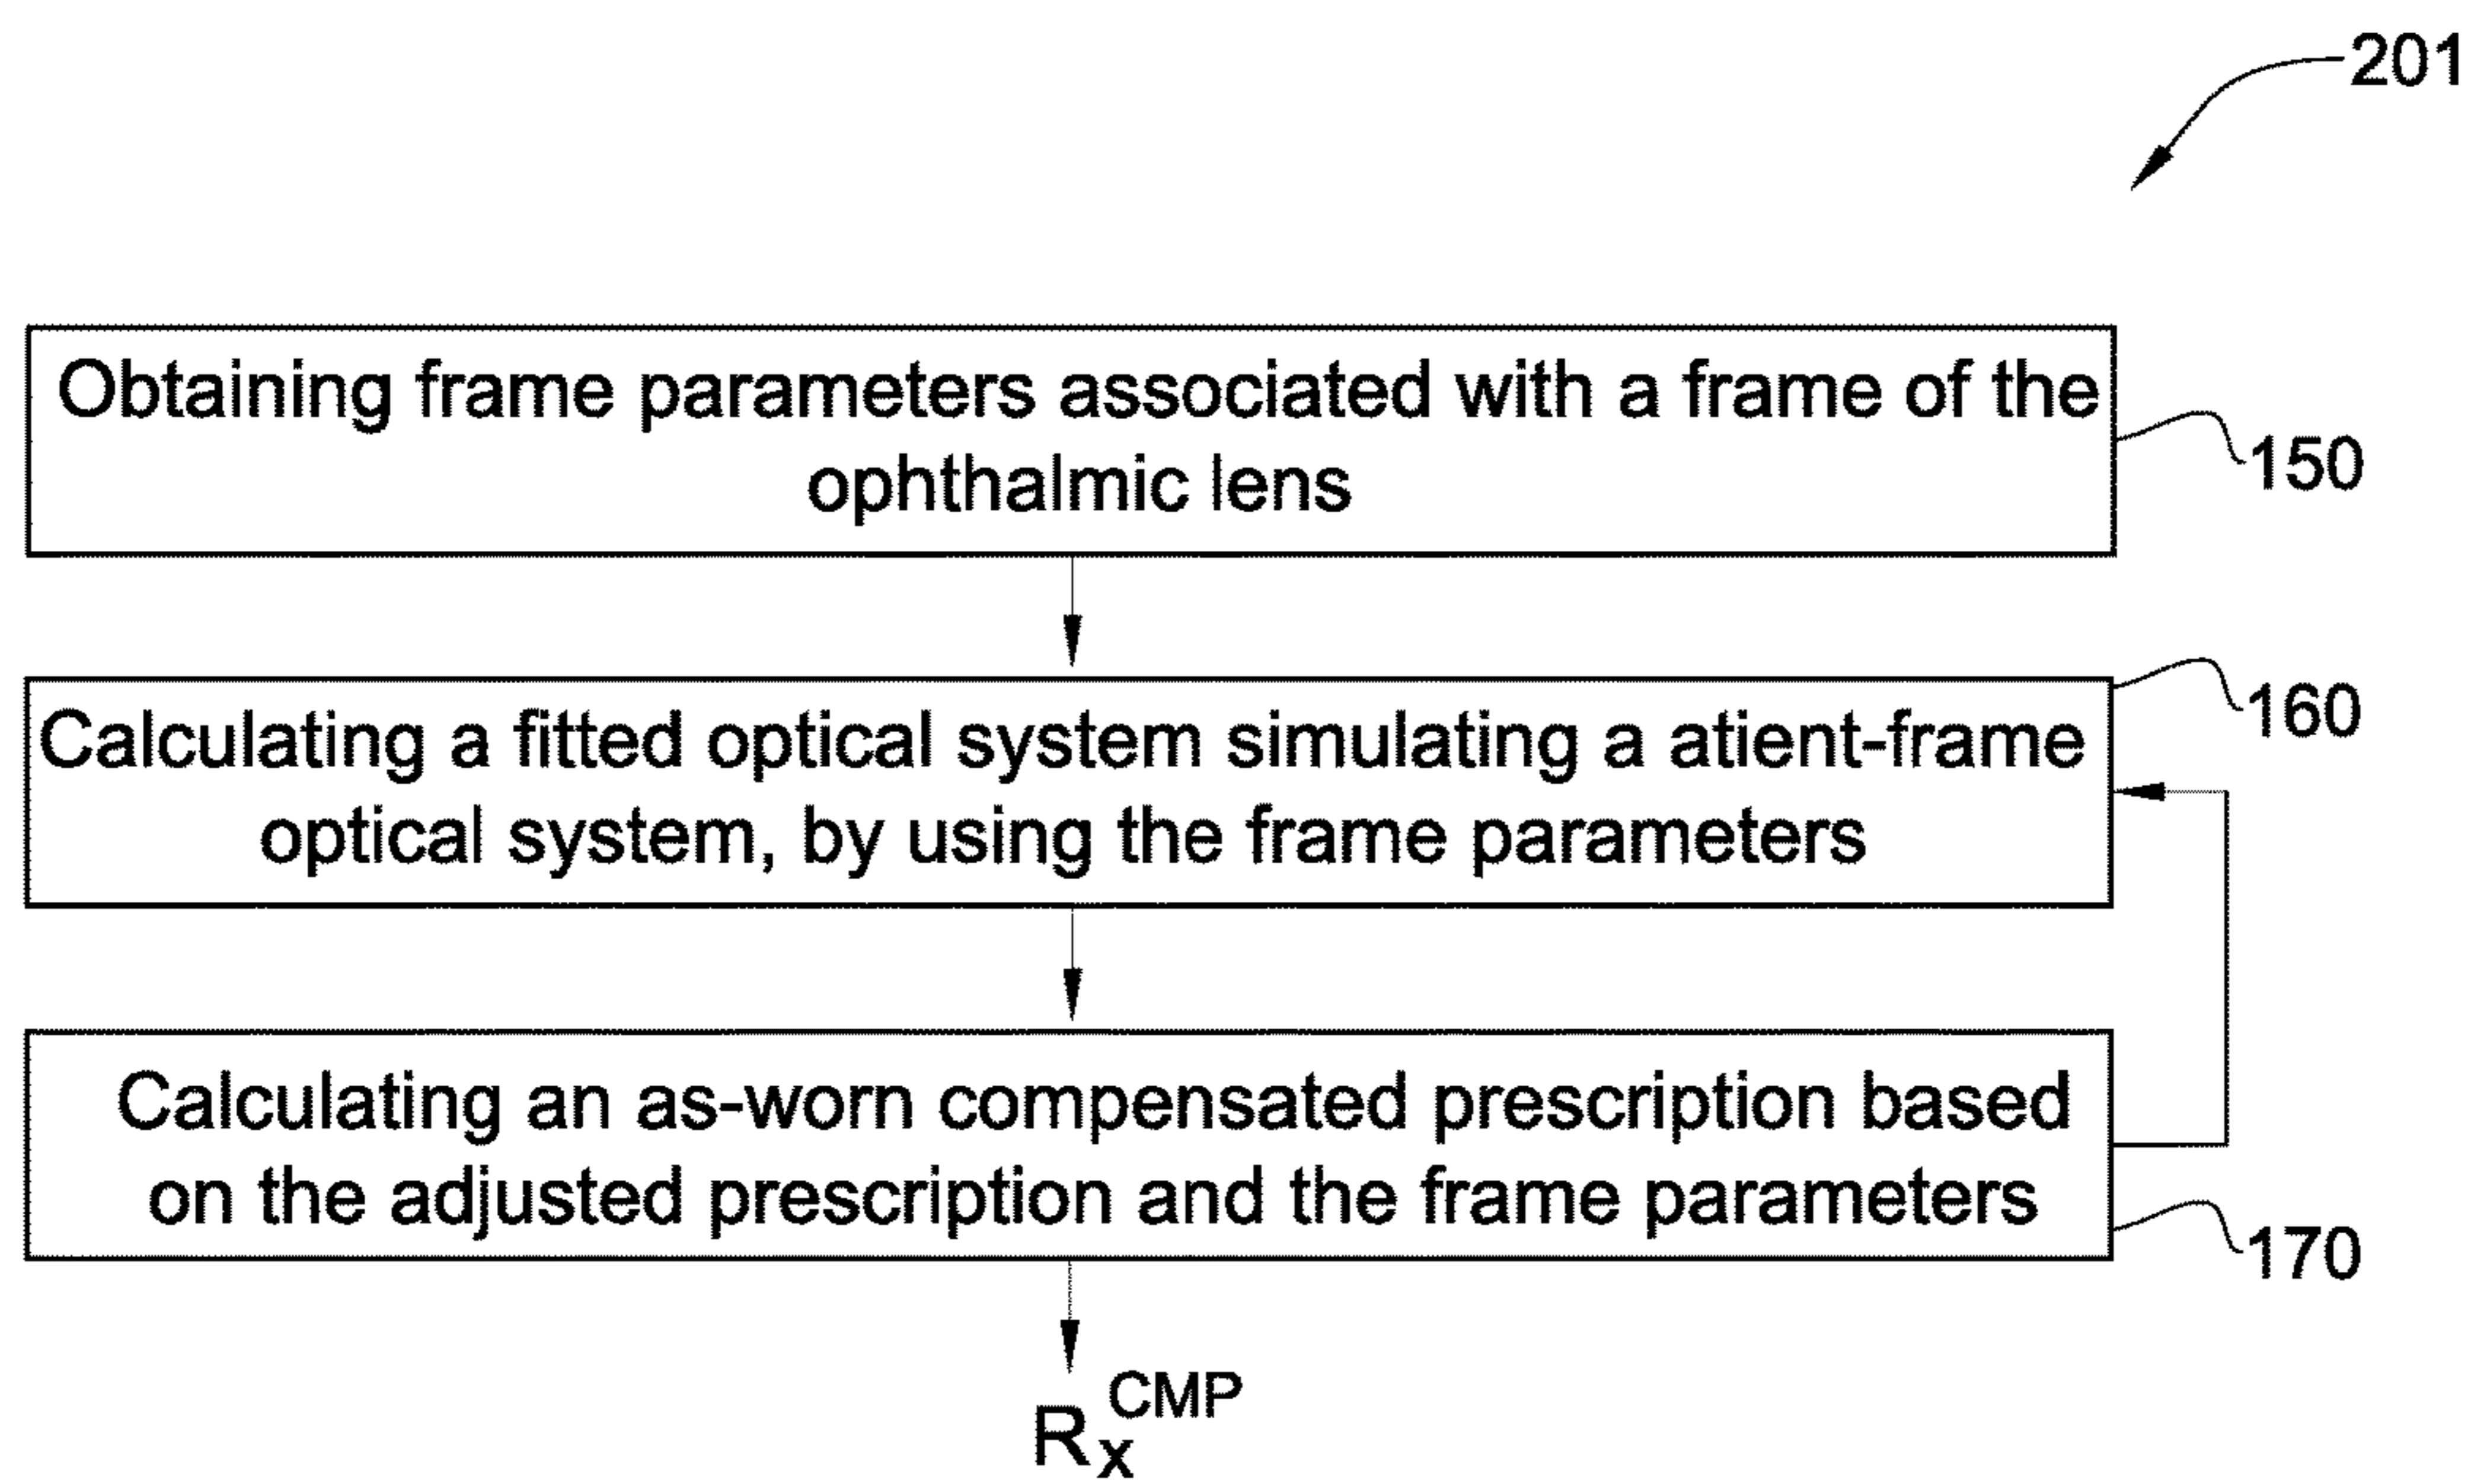 201
Obtaining frame parameters associated with a frame of the
ophthalmic lens
150
Calculating a fitted optical system simulating a atient-frame
optical system, by using the frame parameters
160
Calculating an as-worn compensated prescription based
on the adjusted prescription and the frame parameters
170
Rx^CMP